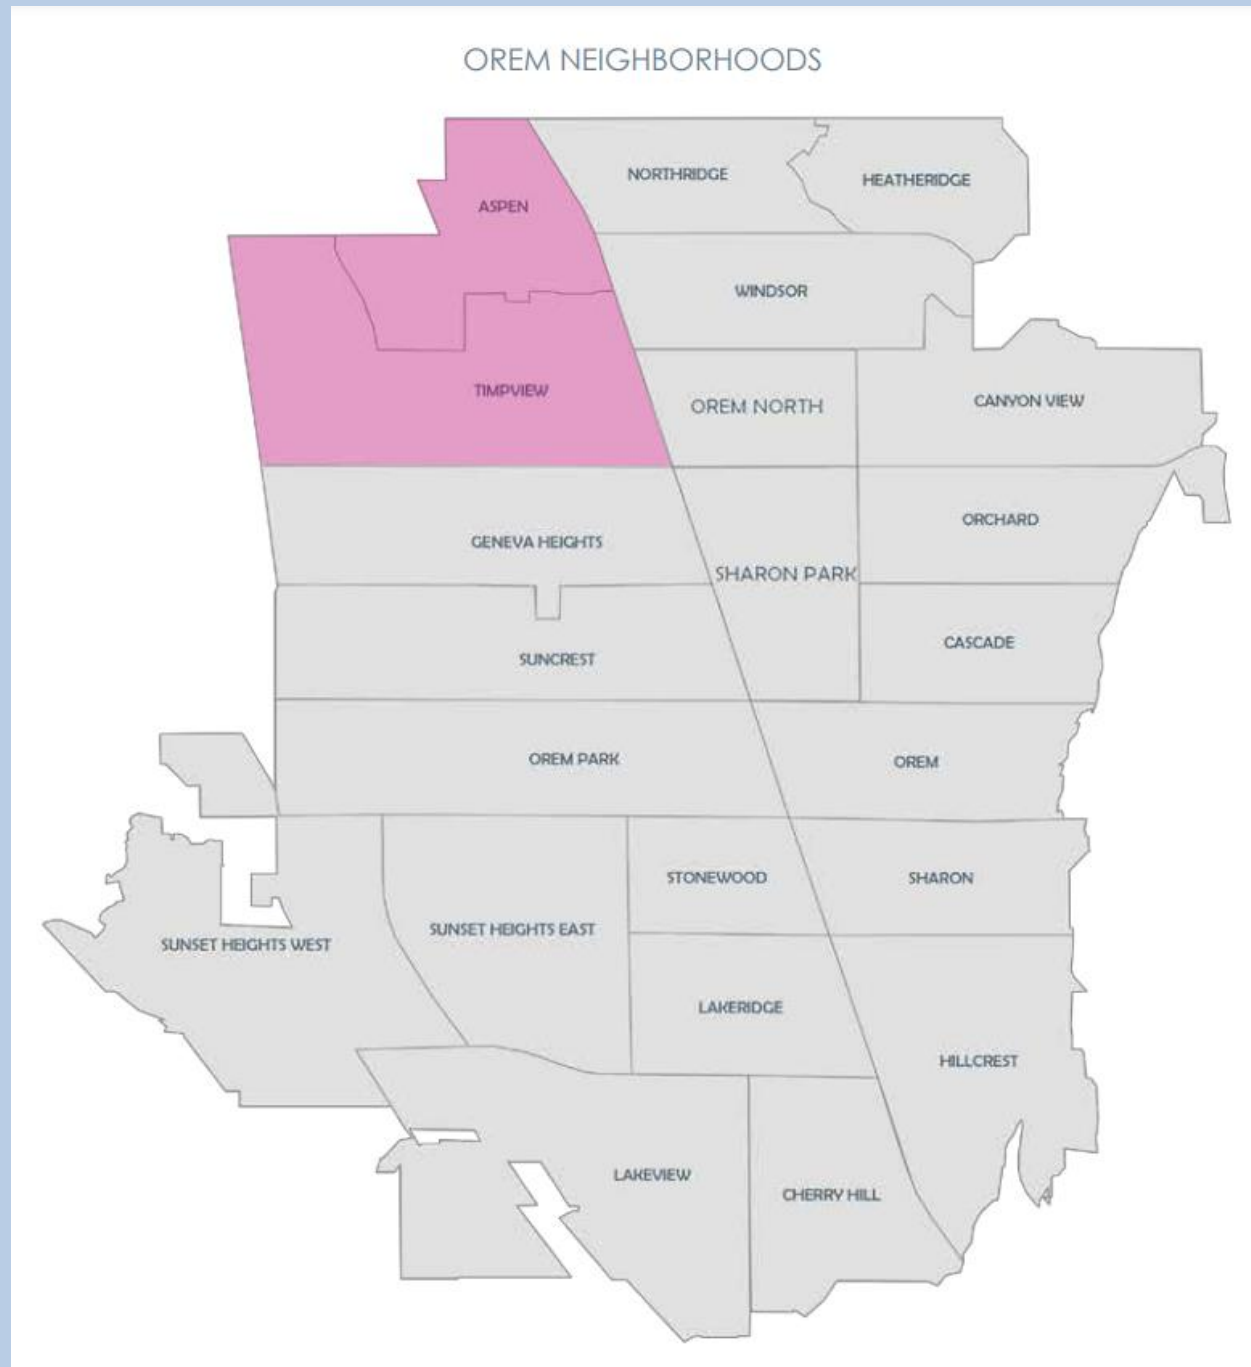 OREM NEIGHBORHOODS
NORTHRIDGE
HEATHERIDGE
ASPEN
WINDSOR
TIMPVIEW
OREM NORTH
CANYON VIEW
ORCHARD
GENEVA HEIGHTS
SHARON PARK
CASCADE
SUNCREST
OREM PARK
OREM
STONEWOOD
SHARON
SUNSET HEIGHTS EAST
SUNSET HEIGHTS WEST
LAKERIDGE
HILLCREST
LAKEVIEW
CHERRY HILL